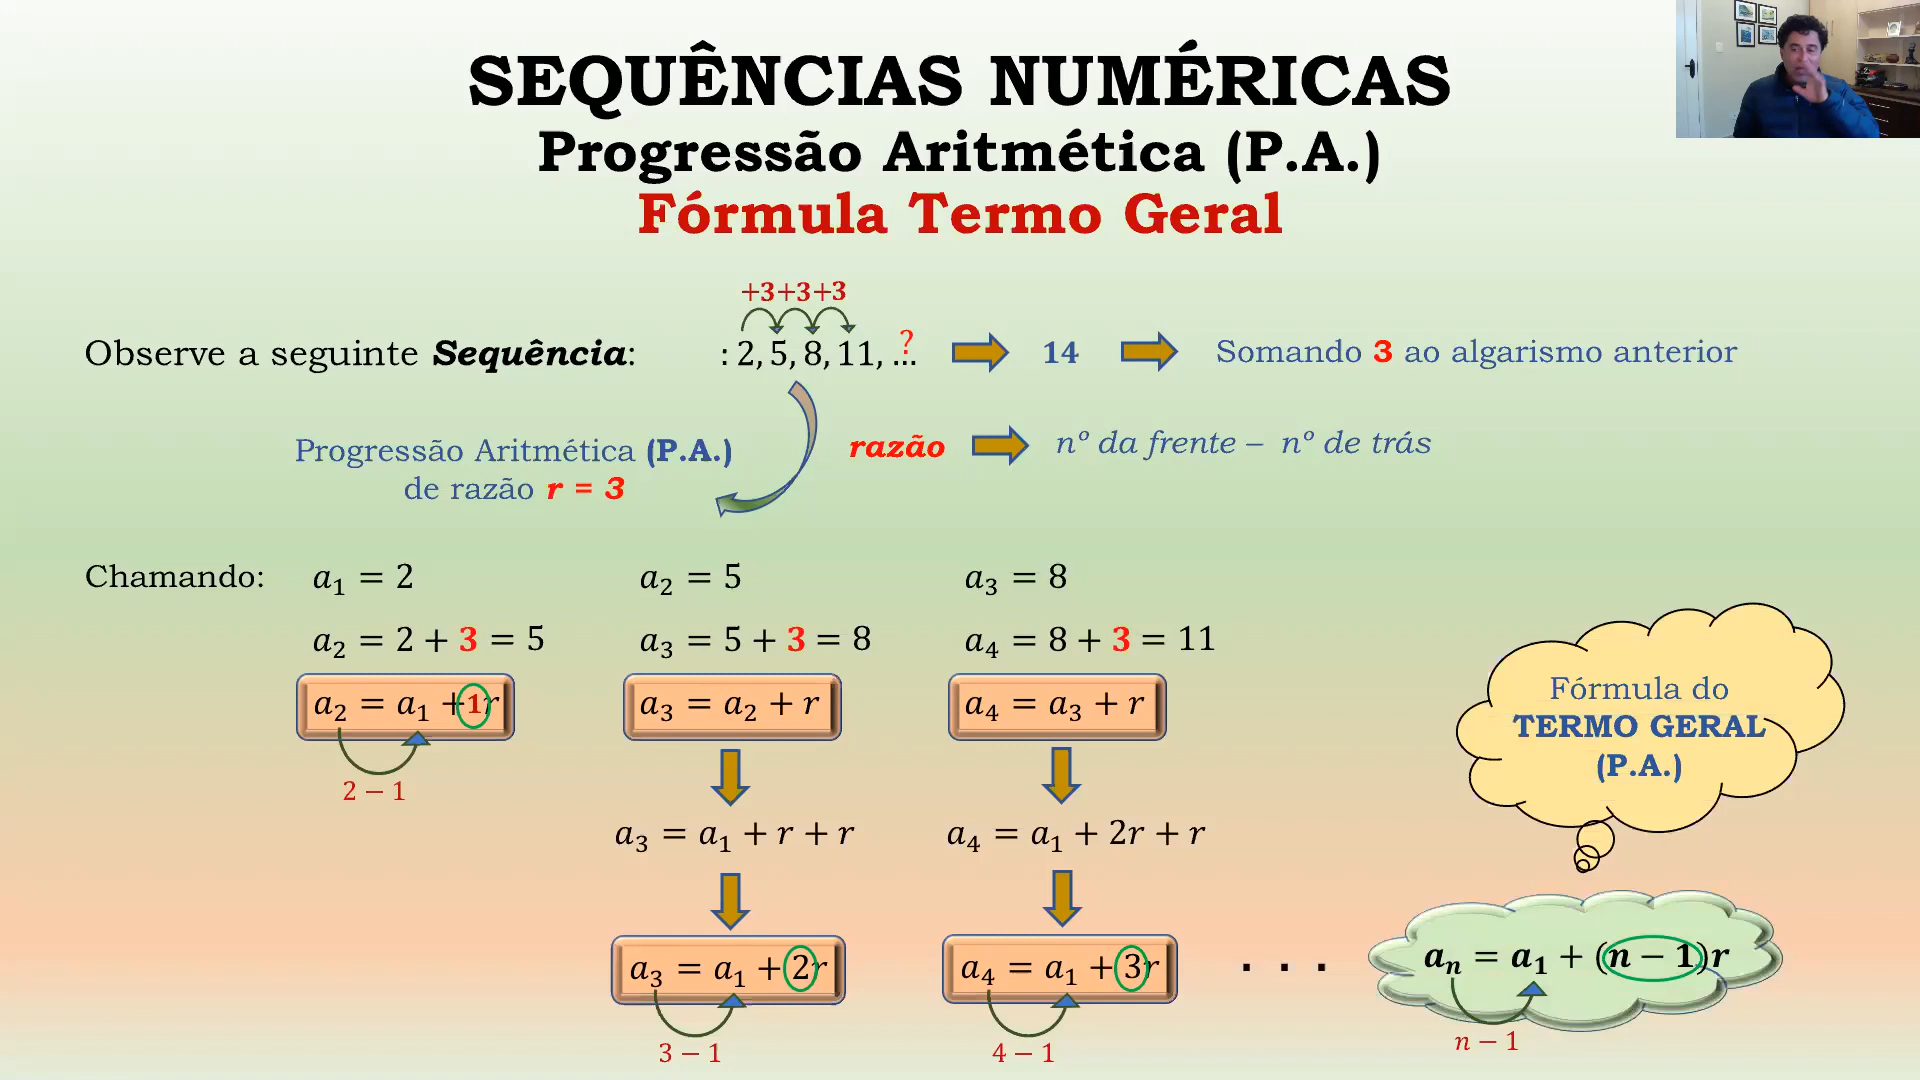 SEQUÊNCIAS NUMÉRICAS
Progressão Aritmética (P.A.)
Fórmula Termo Geral
+3+3+3
Observe a seguinte Sequência: : 2, 5, 8, 11, ... ? 14 Somando 3 ao algarismo anterior
Progressão Aritmética (P.A.)
de razão r = 3
razão nº da frente – nº de trás
Chamando: a₁ = 2 a₂ = 5 a₃ = 8
a₂ = 2 + 3 = 5 a₃ = 5 + 3 = 8 a₄ = 8 + 3 = 11
a₂ = a₁ + 1r a₃ = a₂ + r a₄ = a₃ + r
2 − 1
Fórmula do
TERMO GERAL
(P.A.)
a₃ = a₁ + r + r a₄ = a₁ + 2r + r
a₃ = a₁ + 2r a₄ = a₁ + 3r . . . aₙ = a₁ + (n − 1)r
3 − 1 4 − 1 n − 1